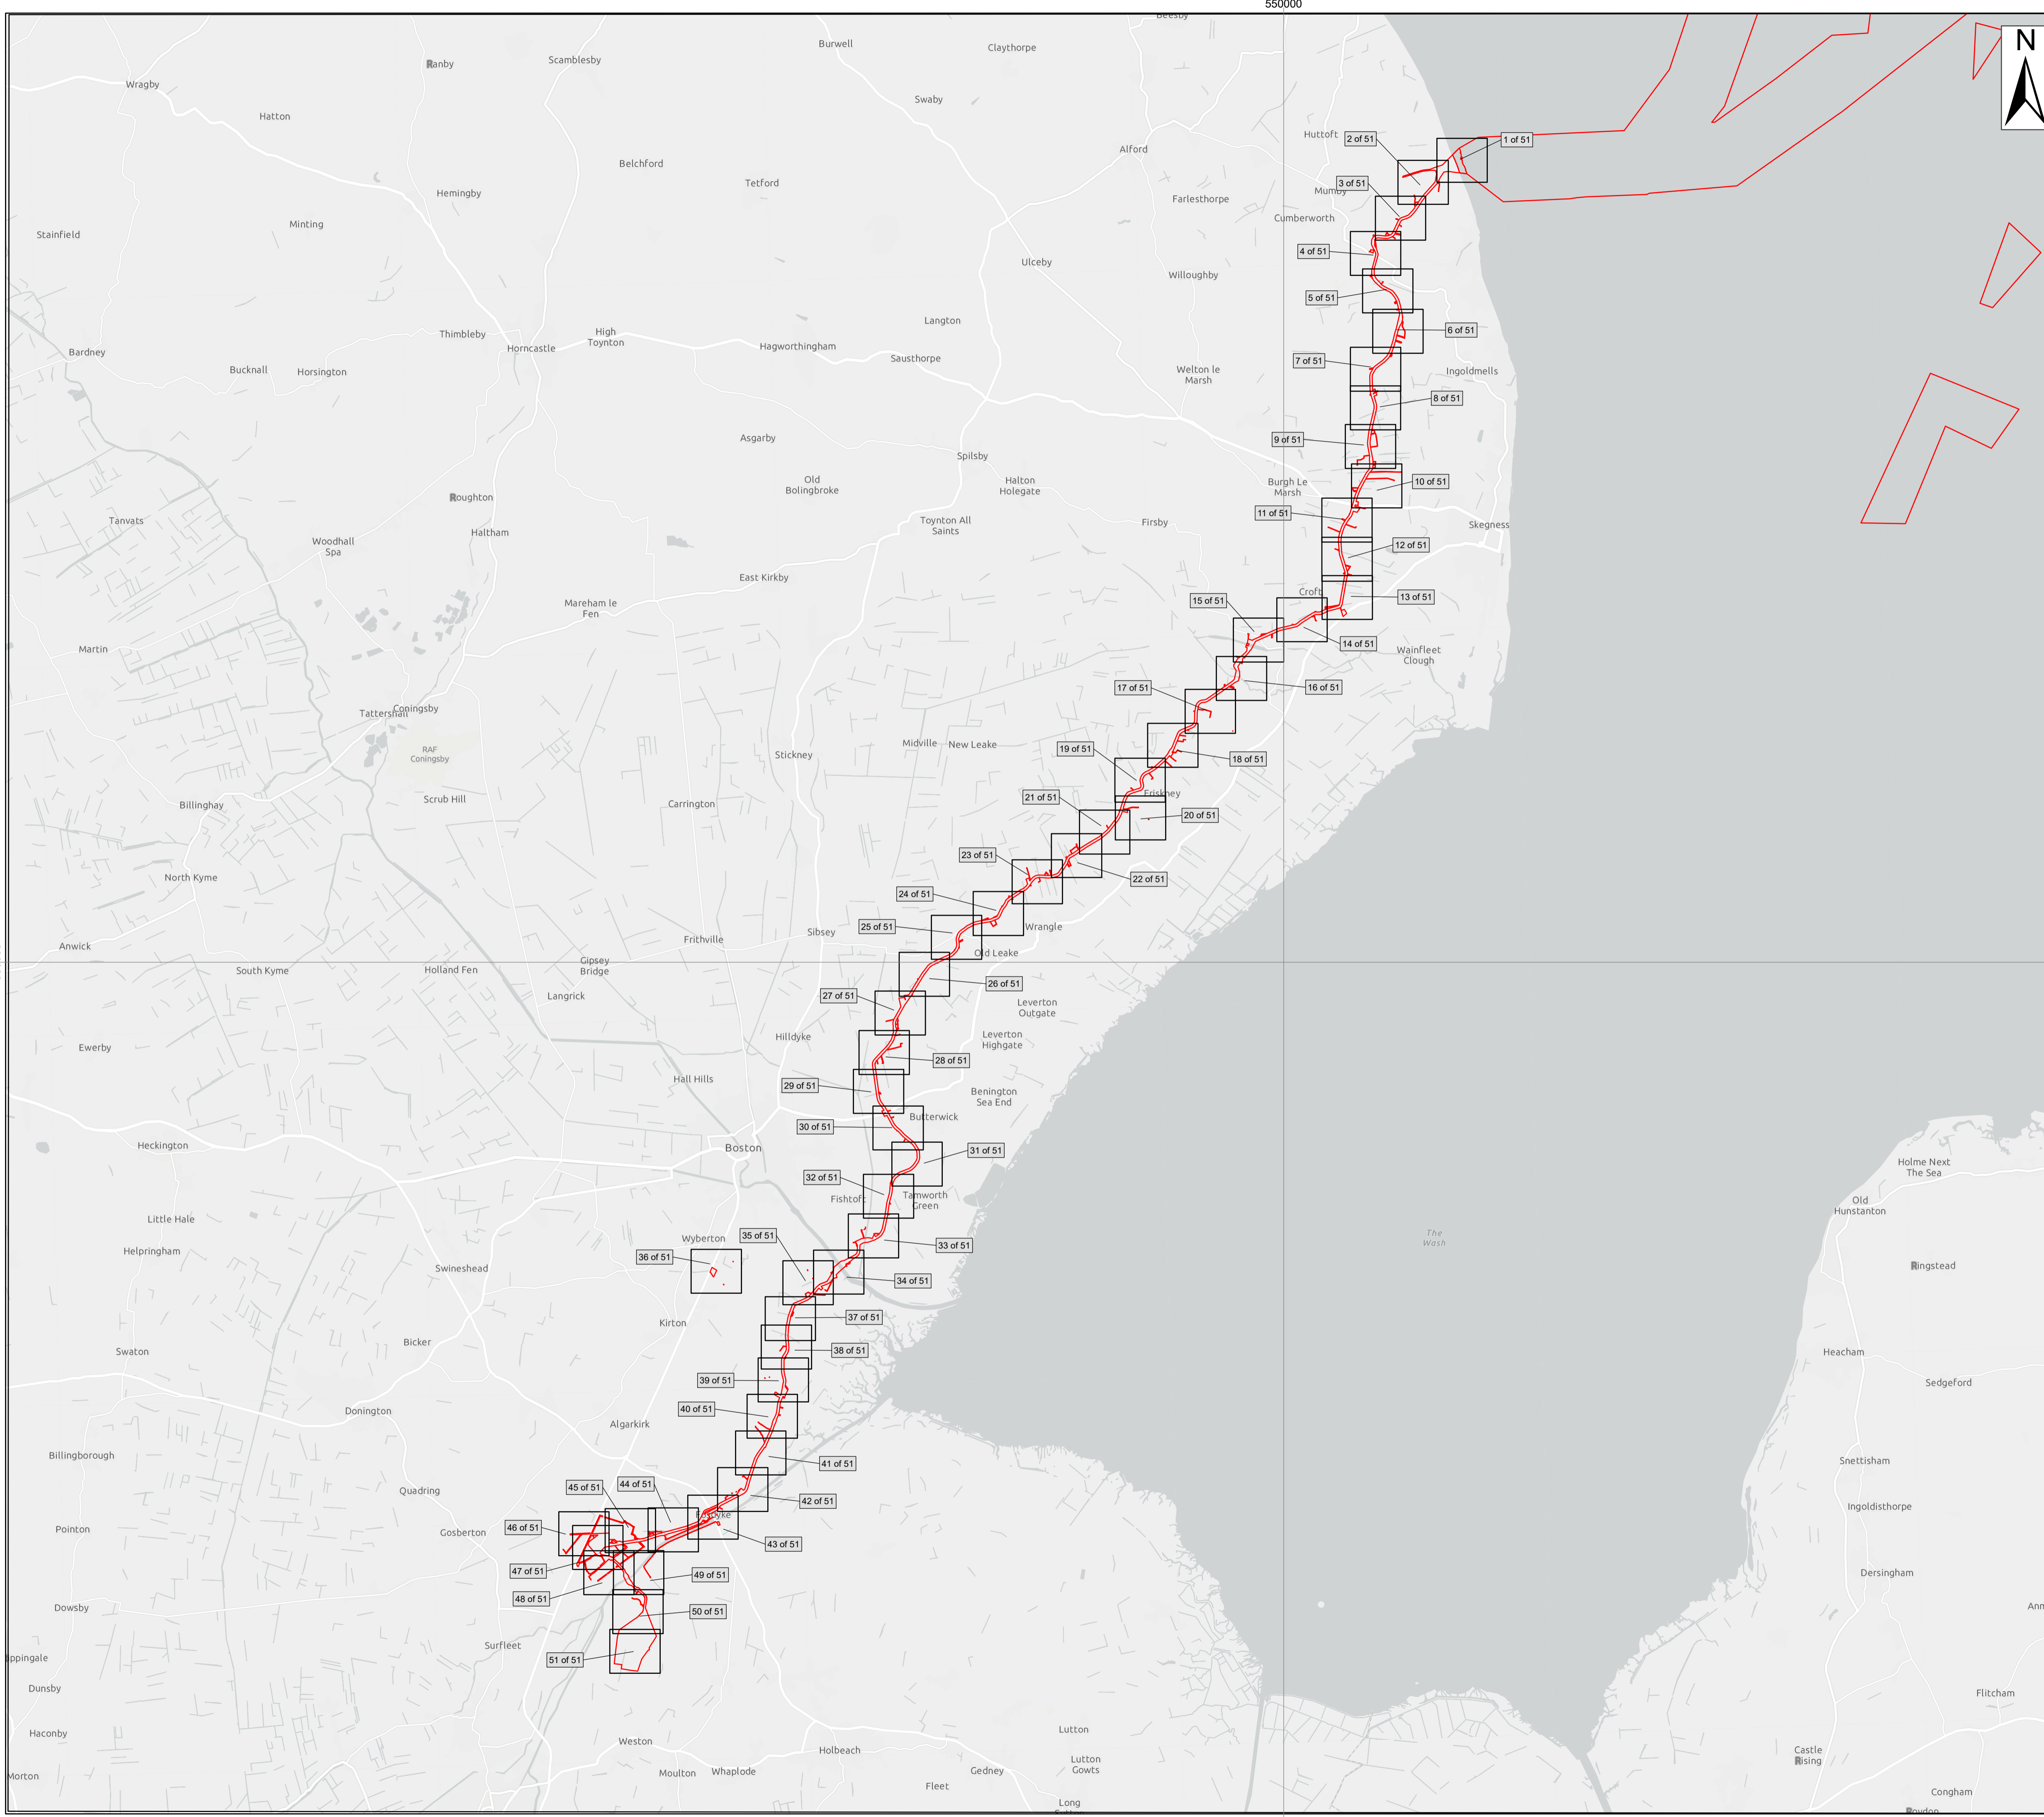 550000
N
Beesby
Burwell
Claythorpe
Ranby
Scamblesby
Wragby
Swaby
Hatton
Huttoft
2 of 51
1 of 51
Alford
Belchford
Tetford
3 of 51
Mumby
Hemingby
Farlesthorpe
Minting
Cumberworth
Stainfield
4 of 51
Ulceby
Willoughby
5 of 51
Langton
6 of 51
Thimbleby
High
Toynton
Horncastle
Hagworthingham
Bardney
Sausthorpe
7 of 51
Bucknall
Horsington
Welton le
Marsh
Ingoldmells
8 of 51
Asgarby
9 of 51
Spilsby
Old
Bolingbroke
Halton
Holegate
Burgh Le
Marsh
10 of 51
Roughton
11 of 51
Tanvats
Toynton All
Saints
Firsby
Skegness
Haltham
Woodhall
Spa
12 of 51
East Kirkby
Croft
13 of 51
15 of 51
Mareham le
Fen
14 of 51
Martin
Wainfleet
Clough
17 of 51
16 of 51
Coningsby
Tattershall
RAF
Coningsby
Stickney
Midville
New Leake
19 of 51
18 of 51
Scrub Hill
Billinghay
Carrington
21 of 51
Friskney
20 of 51
23 of 51
22 of 51
North Kyme
24 of 51
25 of 51
Wrangle
Sibsey
Frithville
Anwick
Old Leake
Gipsey
Bridge
South Kyme
Holland Fen
26 of 51
Langrick
27 of 51
Leverton
Outgate
Hilldyke
Leverton
Highgate
Ewerby
28 of 51
Hall Hills
29 of 51
Benington
Sea End
Butterwick
30 of 51
Heckington
Boston
31 of 51
Holme Next
The Sea
32 of 51
Fishtoft
Tamworth
Green
Old
Hunstanton
Little Hale
Wyberton
35 of 51
33 of 51
The
Wash
Helpringham
36 of 51
Swineshead
Ringstead
34 of 51
Kirton
37 of 51
Bicker
Swaton
38 of 51
Heacham
39 of 51
Sedgeford
Donington
40 of 51
Algarkirk
Billingborough
41 of 51
Snettisham
44 of 51
45 of 51
Quadring
42 of 51
Ingoldisthorpe
Fosdyke
46 of 51
Pointon
Gosberton
43 of 51
47 of 51
49 of 51
Dersingham
48 of 51
Dowsby
50 of 51
Surfleet
51 of 51
Dunsby
Flitcham
Haconby
Lutton
Weston
Holbeach
Castle
Rising
Lutton
Gowts
Moulton
Whaplode
Gedney
Morton
Fleet
Congham
Long
Roydon